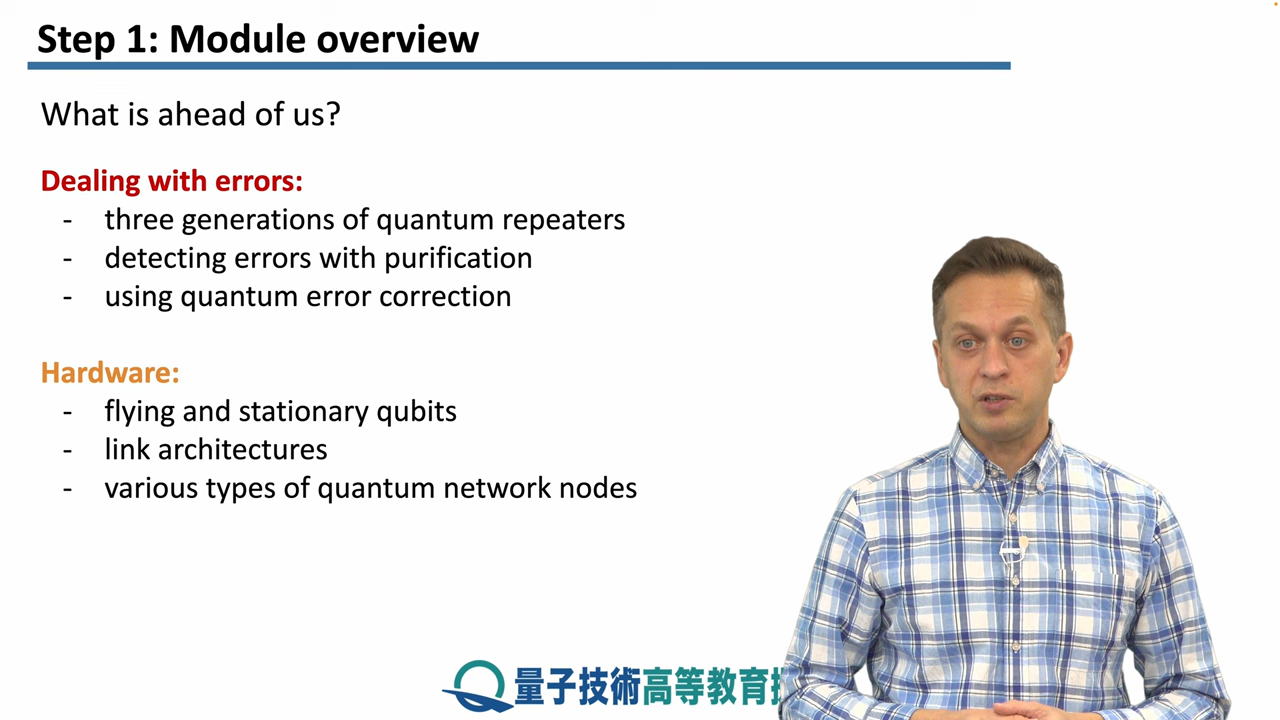 Step 1: Module overview
What is ahead of us?
Dealing with errors:
- three generations of quantum repeaters
- detecting errors with purification
- using quantum error correction
Hardware:
- flying and stationary qubits
- link architectures
- various types of quantum network nodes
量子技術高等教育